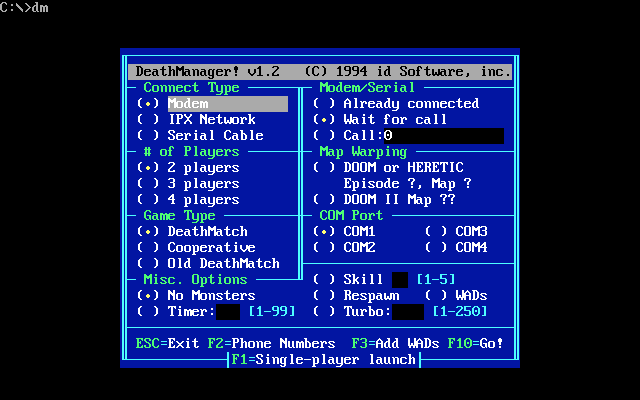 C:\>dm
DeathManager! v1.2 (C) 1994 id Software, inc.
Connect Type
(•) Modem
( ) IPX Network
( ) Serial Cable
# of Players
(•) 2 players
( ) 3 players
( ) 4 players
Game Type
(•) DeathMatch
( ) Cooperative
( ) Old DeathMatch
Misc. Options
(•) No Monsters
( ) Timer: [1-99]
Modem/Serial
( ) Already connected
(•) Wait for call
( ) Call:0
Map Warping
( ) DOOM or HERETIC
Episode ?, Map ?
( ) DOOM II Map ??
COM Port
(•) COM1 ( ) COM3
( ) COM2 ( ) COM4
( ) Skill [1-5]
( ) Respawn ( ) WADs
( ) Turbo: [1-250]
ESC=Exit F2=Phone Numbers F3=Add WADs F10=Go!
F1=Single-player launch